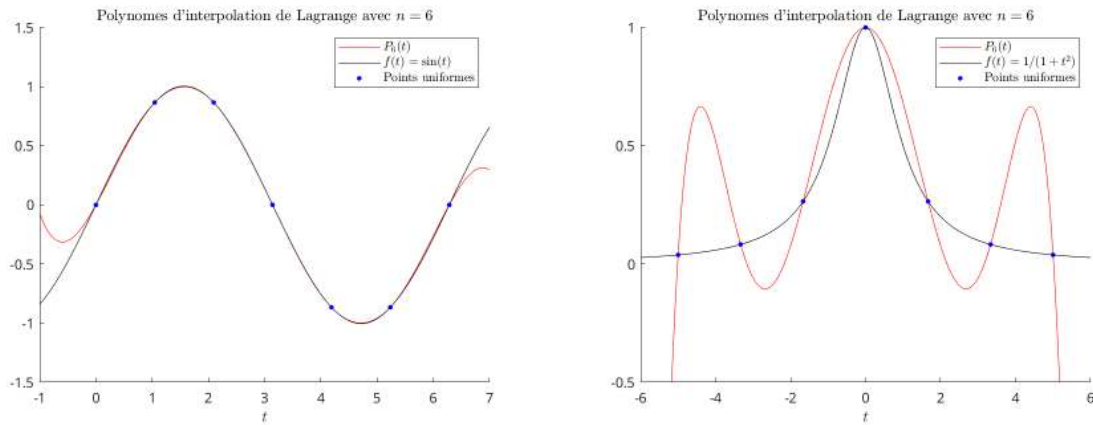 Polynomes d'interpolation de Lagrange avec n = 6
P₆(t)
f(t) = sin(t)
Points uniformes
1.5
1
0.5
0
-0.5
-1
-1.5
-1 0 1 2 3 4 5 6 7
t
Polynomes d'interpolation de Lagrange avec n = 6
P₆(t)
f(t) = 1/(1 + t²)
Points uniformes
1
0.5
0
-0.5
-6 -4 -2 0 2 4 6
t